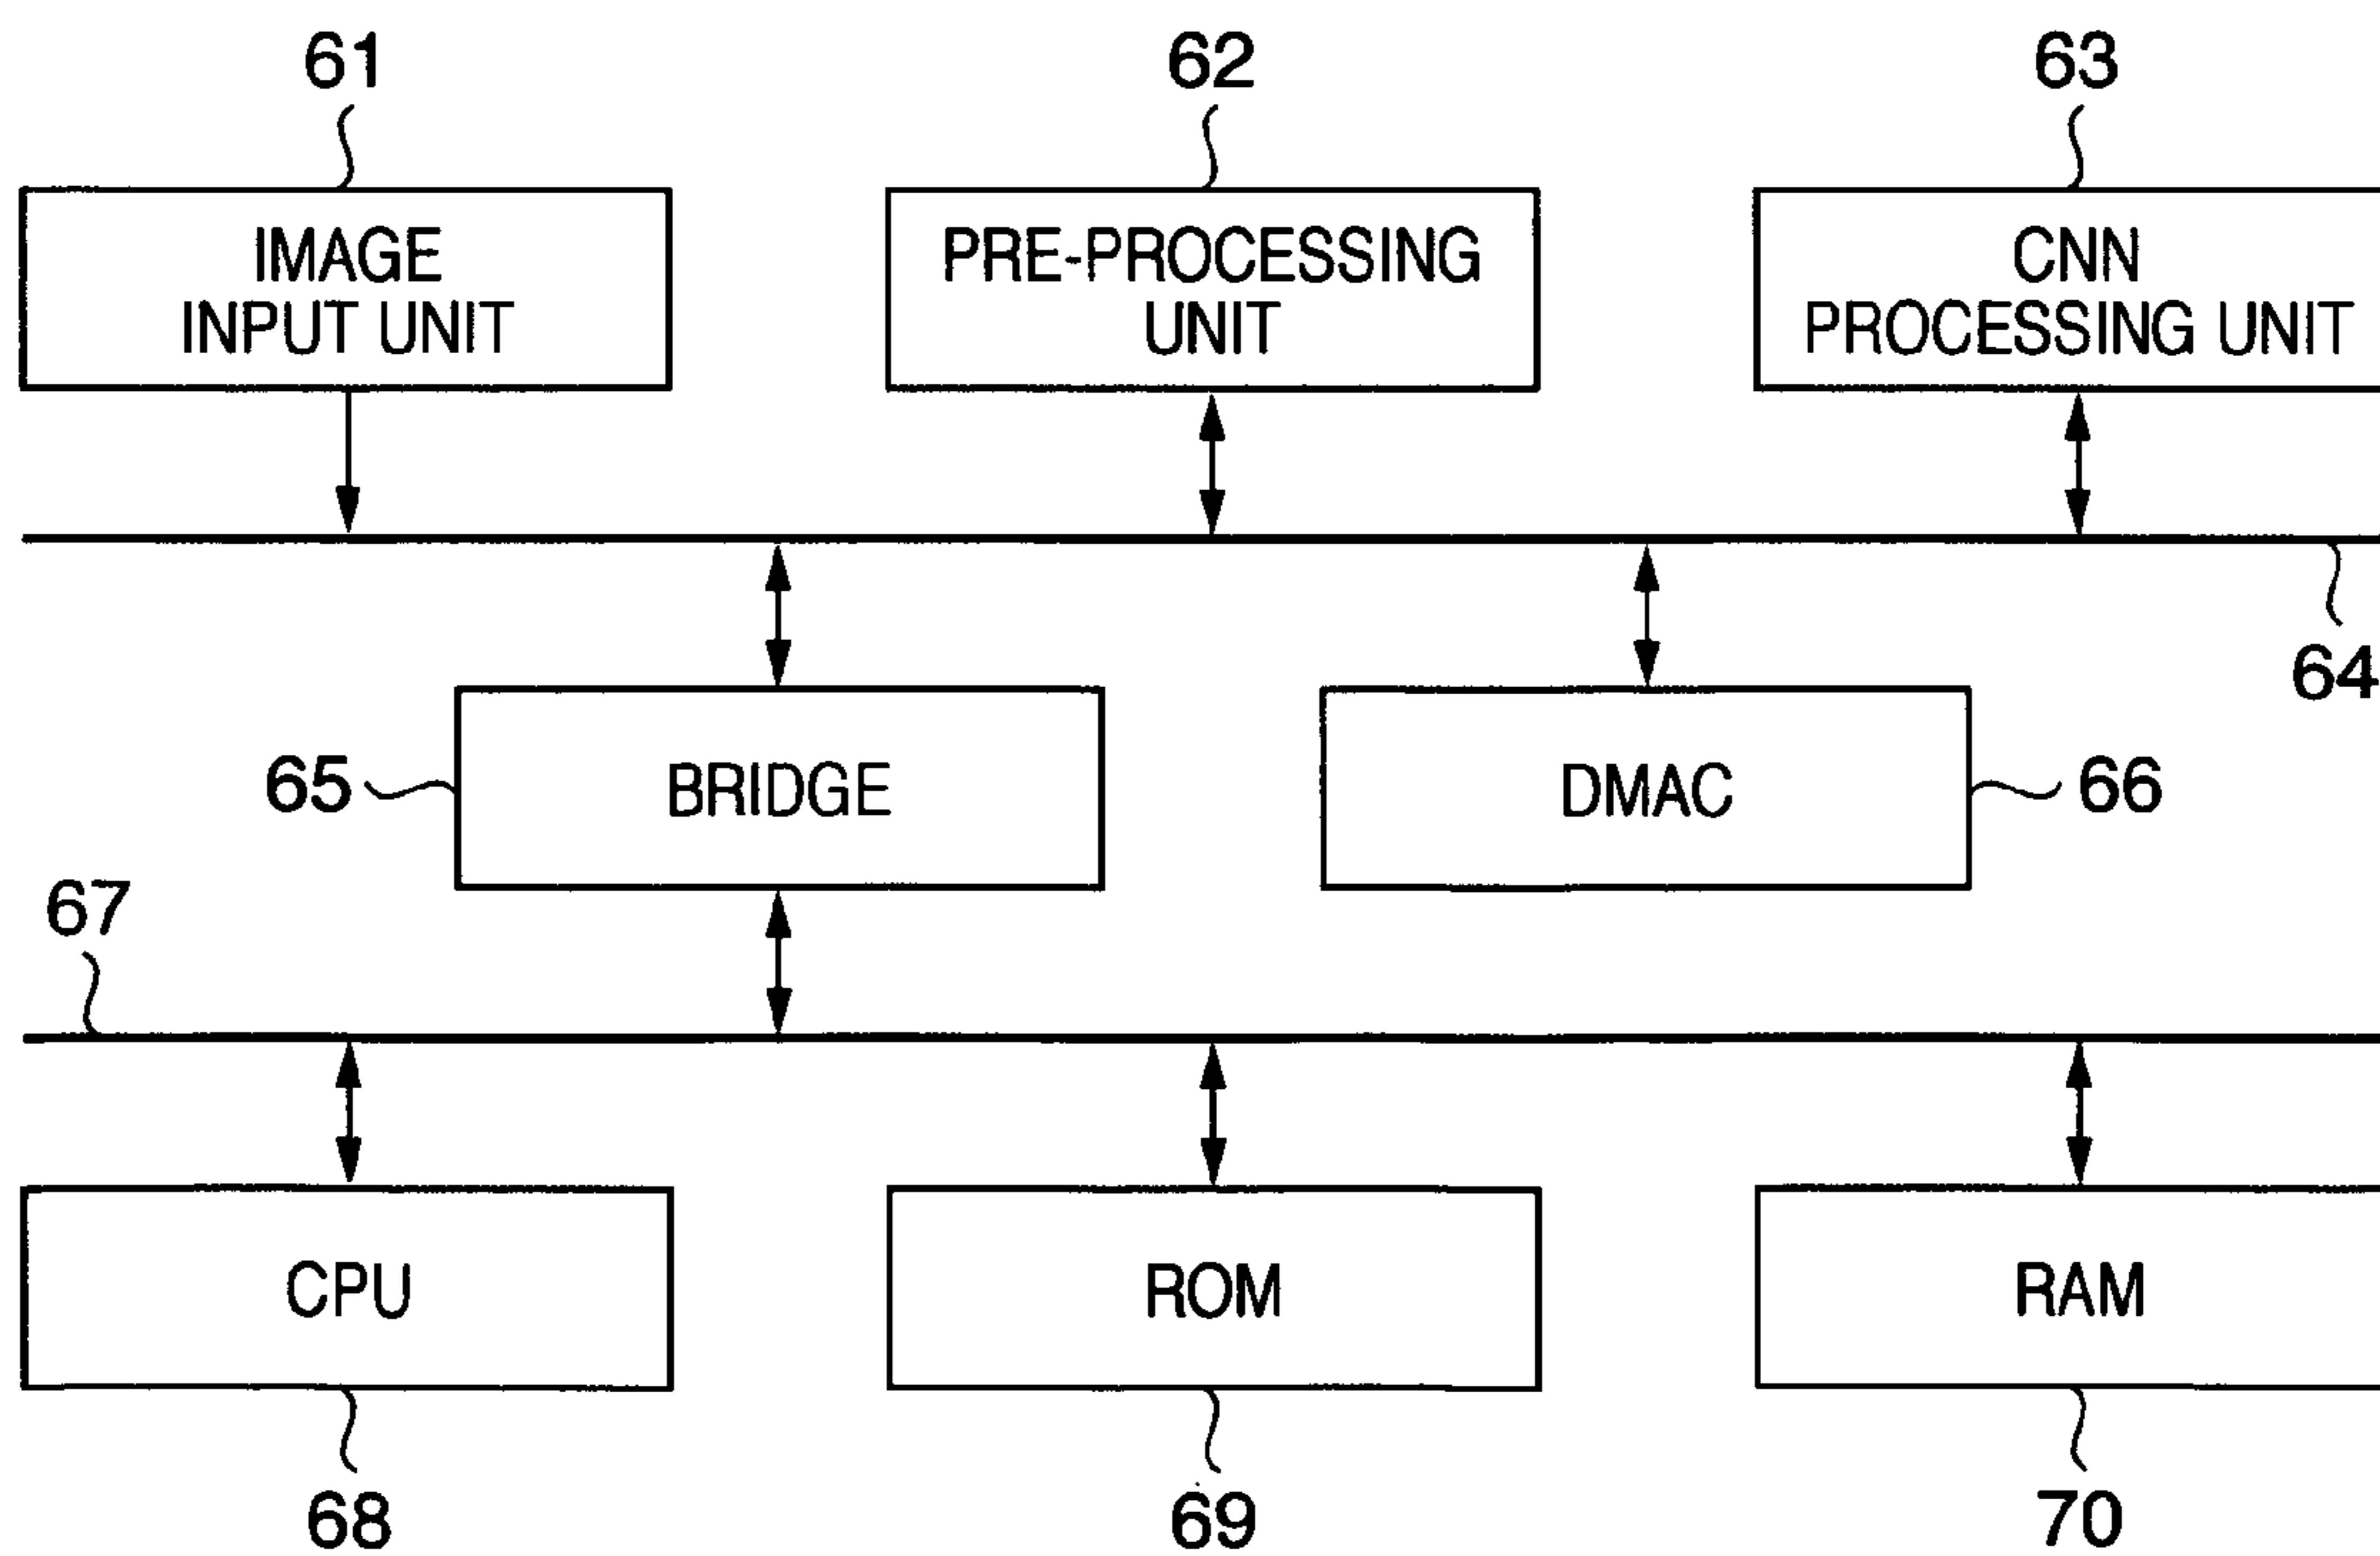 61
62
63
IMAGE
INPUT UNIT
PRE-PROCESSING
UNIT
CNN
PROCESSING UNIT
64
65
BRIDGE
DMAC
66
67
CPU
ROM
RAM
68
69
70